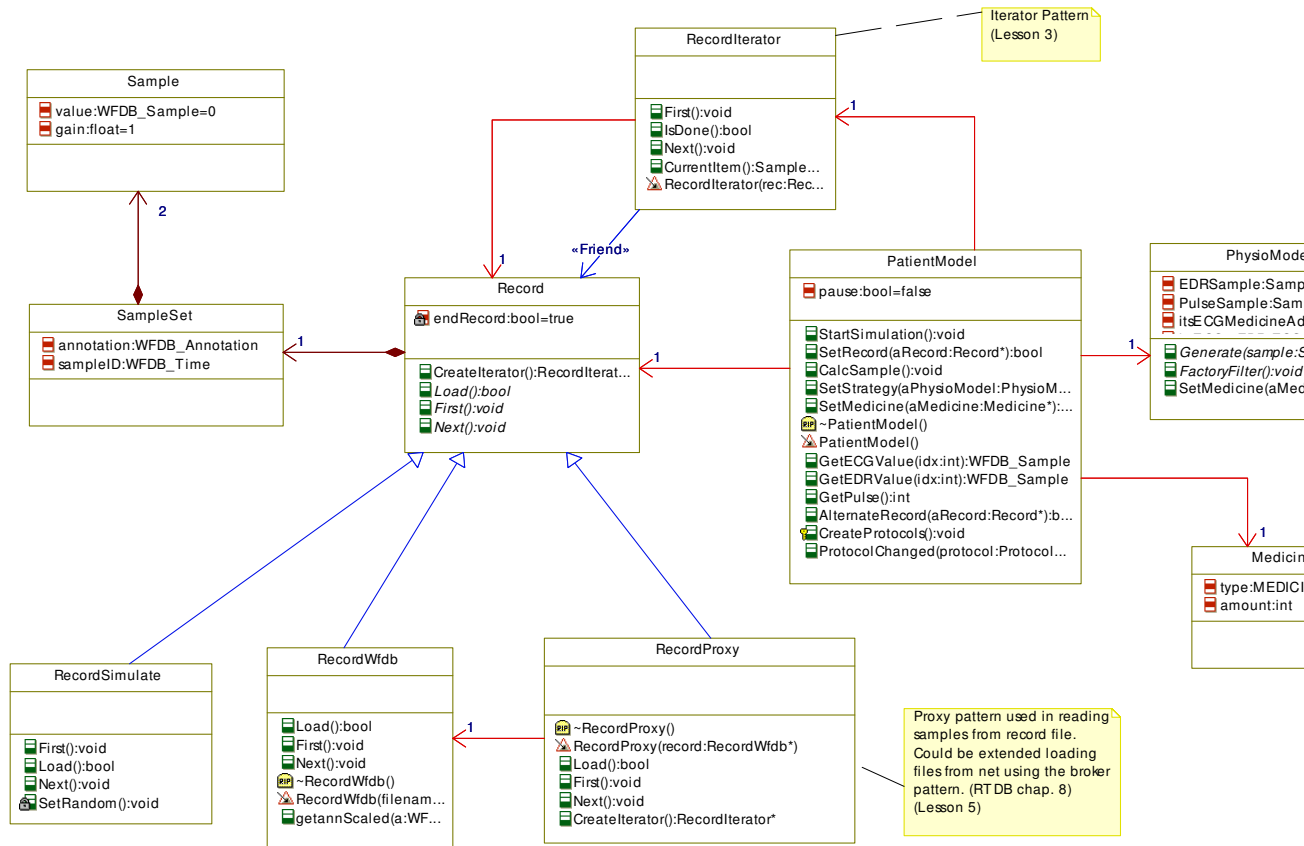 Iterator Pattern
(Lesson 3)
RecordIterator
First():void
IsDone():bool
Next():void
CurrentItem():Sample...
RecordIterator(rec:Rec...
Sample
value:WFDB_Sample=0
gain:float=1
2
1
1
«Friend»
SampleSet
annotation:WFDB_Annotation
sampleID:WFDB_Time
1
Record
endRecord:bool=true
CreateIterator():RecordIterat...
Load():bool
First():void
Next():void
1
PatientModel
pause:bool=false
StartSimulation():void
SetRecord(aRecord:Record*):bool
CalcSample():void
SetStrategy(aPhysioModel:PhysioM...
SetMedicine(aMedicine:Medicine*):...
~PatientModel()
PatientModel()
GetECGValue(idx:int):WFDB_Sample
GetEDRValue(idx:int):WFDB_Sample
GetPulse():int
AlternateRecord(aRecord:Record*):b...
CreateProtocols():void
ProtocolChanged(protocol:Protocol...
1
PhysioMode
EDRSample:Samp
PulseSample:Sam
itsECGMedicineAd
Generate(sample:S
FactoryFilter():void
SetMedicine(aMed
1
Medicin
type:MEDICI
amount:int
RecordSimulate
First():void
Load():bool
Next():void
SetRandom():void
RecordWfdb
Load():bool
First():void
Next():void
~RecordWfdb()
RecordWfdb(filenam...
getannScaled(a:WF...
1
RecordProxy
~RecordProxy()
RecordProxy(record:RecordWfdb*)
Load():bool
First():void
Next():void
CreateIterator():RecordIterator*
Proxy pattern used in reading
samples from record file.
Could be extended loading
files from net using the broker
pattern. (RTDB chap. 8)
(Lesson 5)